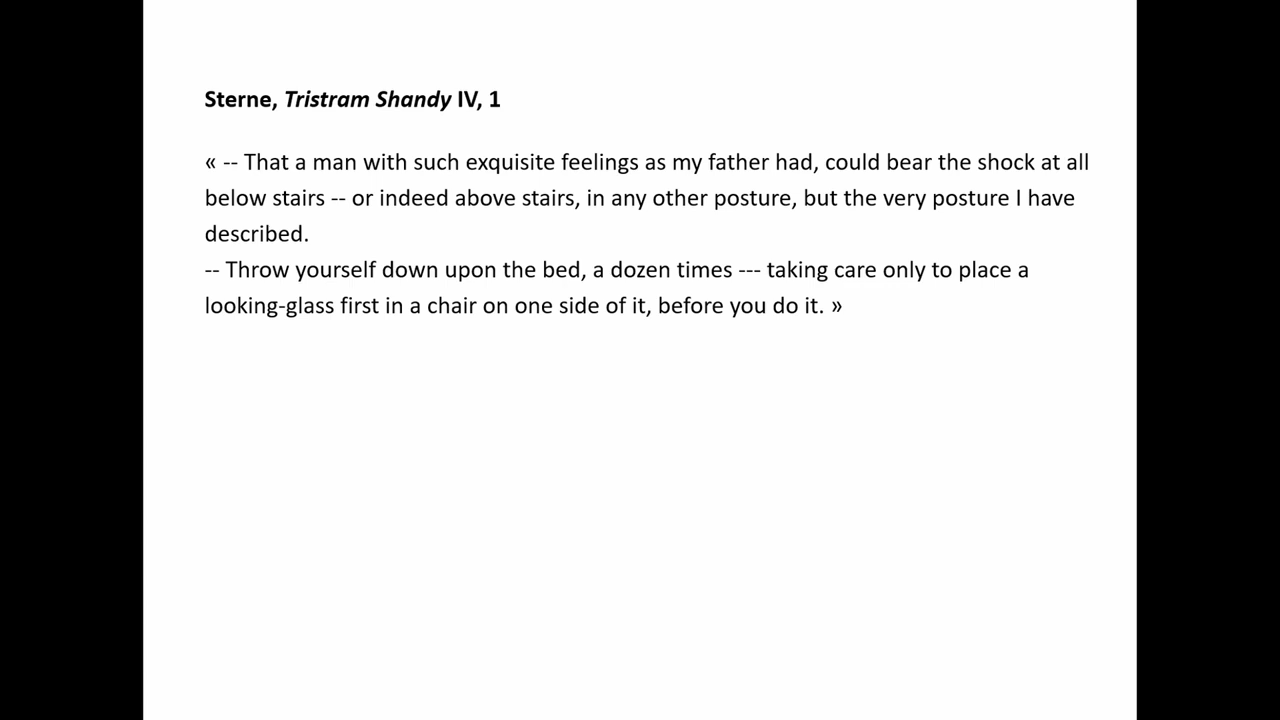 Sterne, Tristram Shandy IV, 1
« -- That a man with such exquisite feelings as my father had, could bear the shock at all
below stairs -- or indeed above stairs, in any other posture, but the very posture I have
described.
-- Throw yourself down upon the bed, a dozen times --- taking care only to place a
looking-glass first in a chair on one side of it, before you do it. »